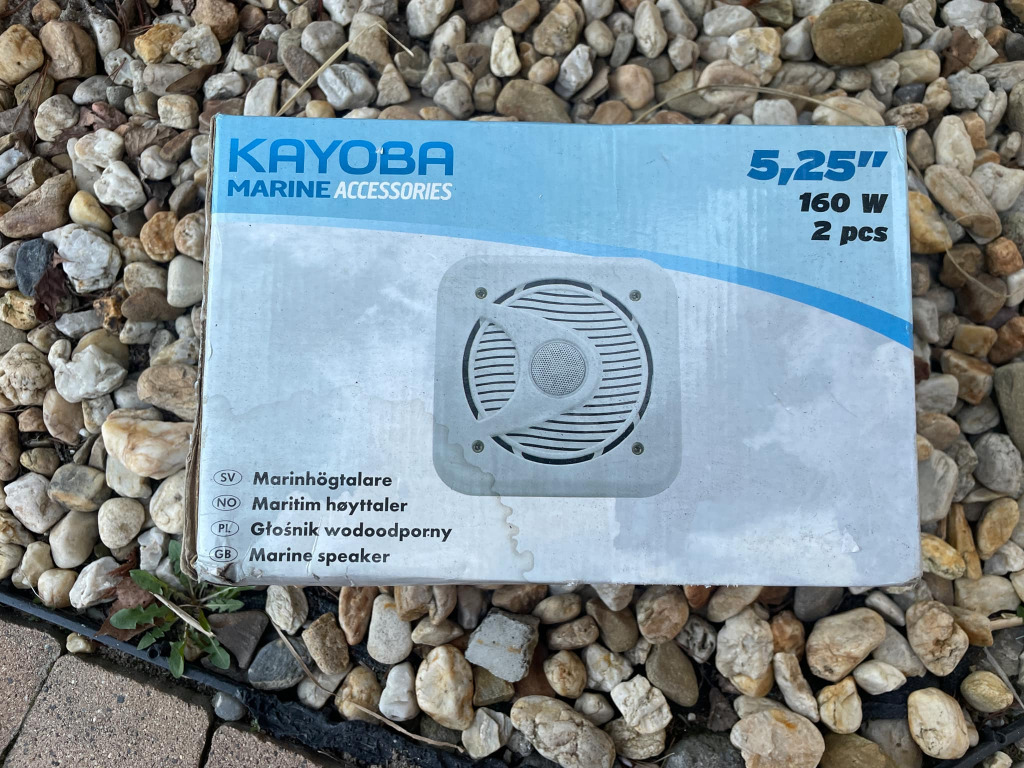 KAYOBA
MARINE ACCESSORIES
5,25"
160 W
2 pcs
SV Marinhögtalare
NO Maritim høyttaler
PL Głośnik wodoodporny
GB Marine speaker